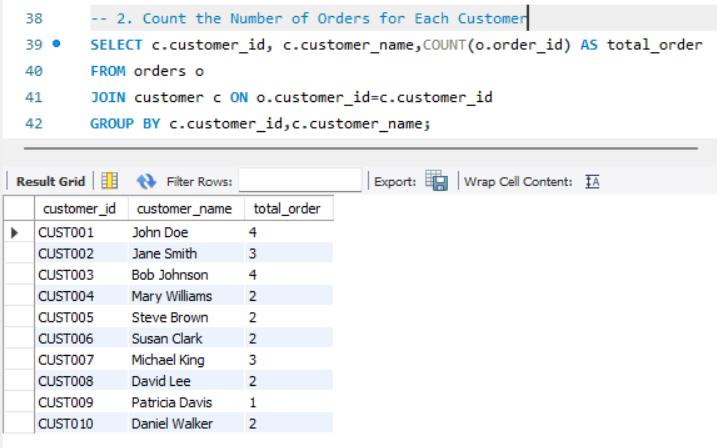 38 -- 2. Count the Number of Orders for Each Customer
39 SELECT c.customer_id, c.customer_name,COUNT(o.order_id) AS total_order
40 FROM orders o
41 JOIN customer c ON o.customer_id=c.customer_id
42 GROUP BY c.customer_id,c.customer_name;
Result Grid Filter Rows: Export: Wrap Cell Content: IA
customer_id customer_name total_order
CUST001 John Doe 4
CUST002 Jane Smith 3
CUST003 Bob Johnson 4
CUST004 Mary Williams 2
CUST005 Steve Brown 2
CUST006 Susan Clark 2
CUST007 Michael King 3
CUST008 David Lee 2
CUST009 Patricia Davis 1
CUST010 Daniel Walker 2